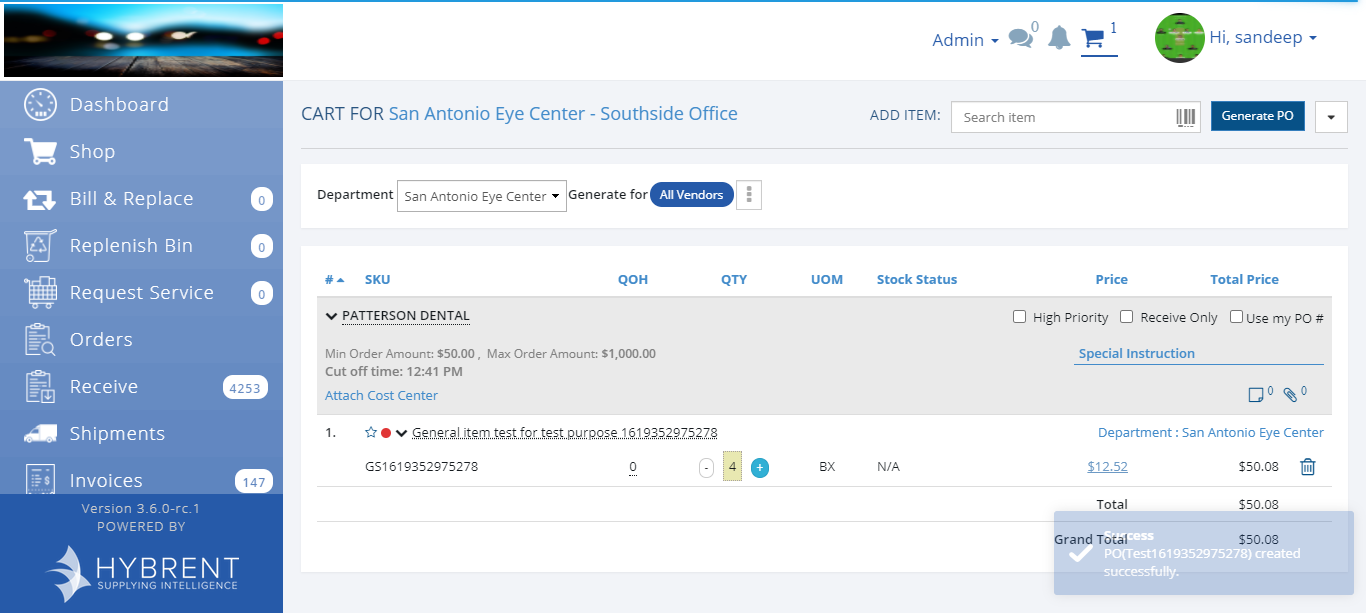 Admin
0
1
Hi, sandeep
Dashboard
Shop
Bill & Replace 0
Replenish Bin 0
Request Service 0
Orders
Receive 4253
Shipments
Invoices 147
Version 3.6.0-rc.1
POWERED BY
HYBRENT
SUPPLYING INTELLIGENCE
CART FOR San Antonio Eye Center - Southside Office
ADD ITEM: Search item Generate PO
Department San Antonio Eye Center Generate for All Vendors
# SKU QOH QTY UOM Stock Status Price Total Price
PATTERSON DENTAL High Priority Receive Only Use my PO #
Min Order Amount: $50.00 , Max Order Amount: $1,000.00 Special Instruction
Cut off time: 12:41 PM
Attach Cost Center 0 0
1. General item test for test purpose 1619352975278 Department : San Antonio Eye Center
GS1619352975278 0 - 4 + BX N/A $12.52 $50.08
Total $50.08
Grand Total $50.08
Success
PO(Test1619352975278) created
successfully.